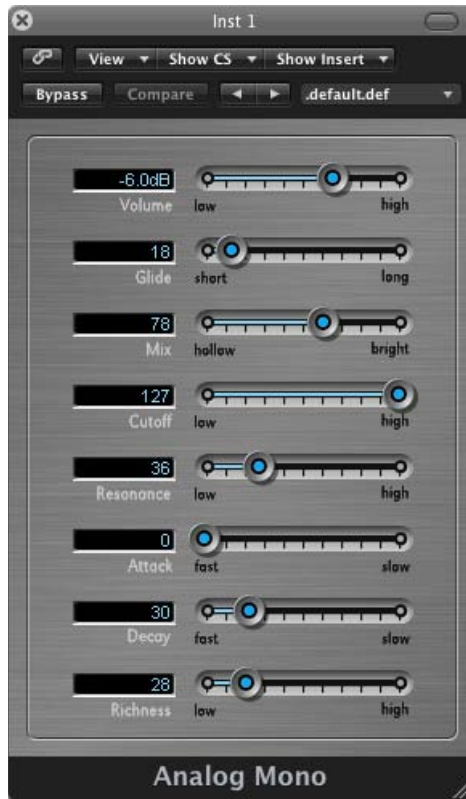 Inst 1
View Show CS Show Insert
Bypass Compare .default.def
-6.0dB
Volume low high
18
Glide short long
78
Mix hollow bright
127
Cutoff low high
36
Resonance low high
0
Attack fast slow
30
Decay fast slow
28
Richness low high
Analog Mono